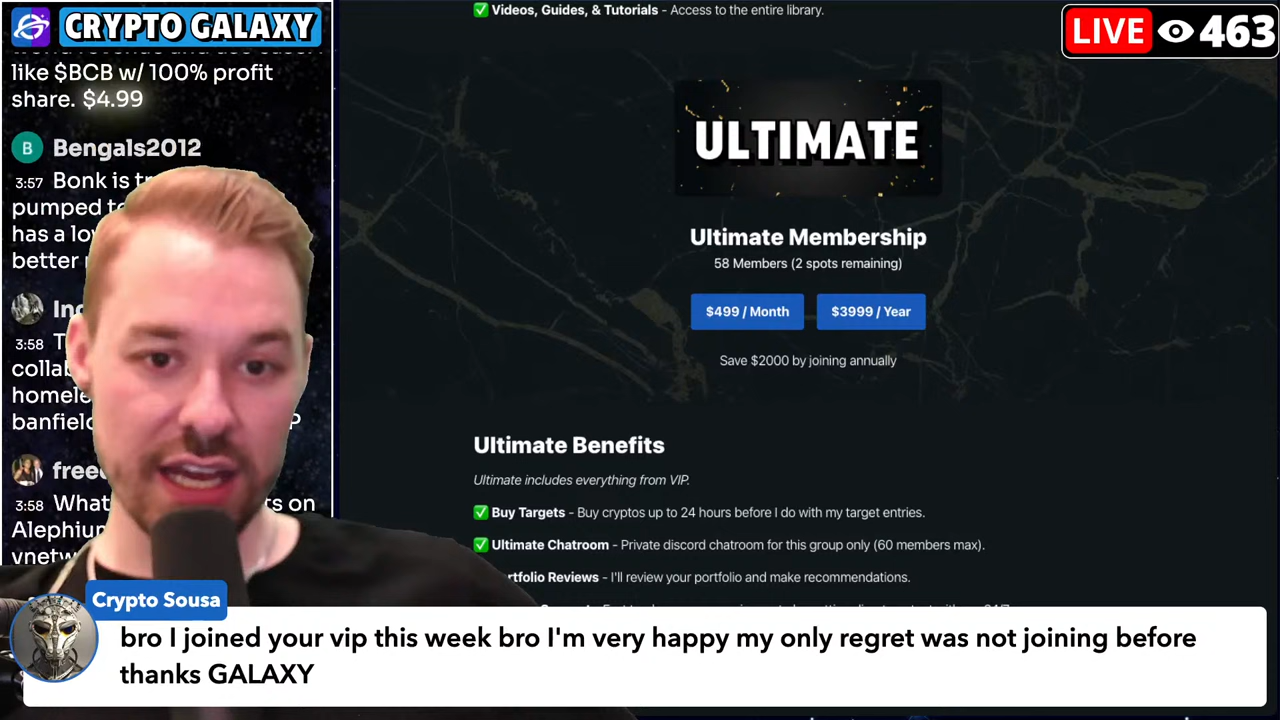 CRYPTO GALAXY
like $BCB w/ 100% profit
share. $4.99
B
Bengals2012
3:57 Bonk is
pumped
has a
better
3:58
3:58 What on
Alephium
LIVE 463
✅ Videos, Guides, & Tutorials - Access to the entire library.
ULTIMATE
Ultimate Membership
58 Members (2 spots remaining)
$499 / Month $3999 / Year
Save $2000 by joining annually
Ultimate Benefits
Ultimate includes everything from VIP.
✅ Buy Targets - Buy cryptos up to 24 hours before I do with my target entries.
✅ Ultimate Chatroom - Private discord chatroom for this group only (60 members max).
Reviews - I'll review your portfolio and make recommendations.
Crypto Sousa
bro I joined your vip this week bro I'm very happy my only regret was not joining before
thanks GALAXY